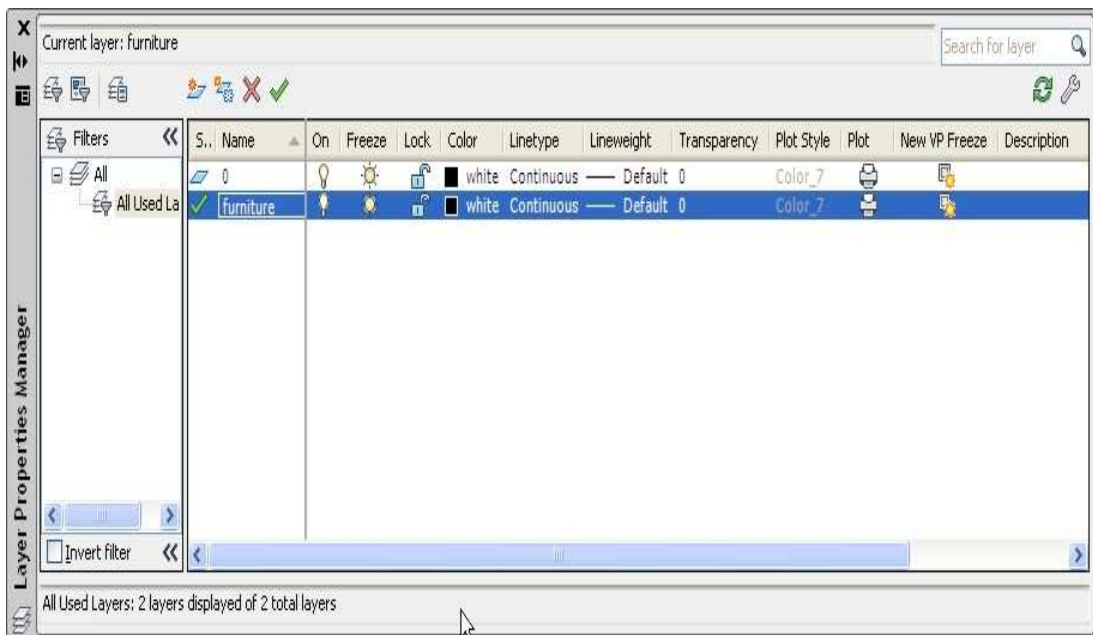 Current layer: furniture
Search for layer
Filters
S.. Name On Freeze Lock Color Linetype Lineweight Transparency Plot Style Plot New VP Freeze Description
All
0 white Continuous Default 0 Color_7
All Used La
furniture white Continuous Default 0 Color_7
Invert filter
All Used Layers: 2 layers displayed of 2 total layers
Layer Properties Manager